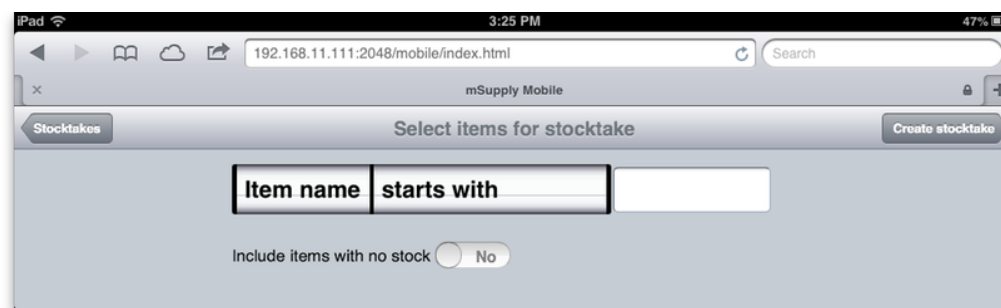 iPad 3:25 PM 47%
192.168.11.111:2048/mobile/index.html Search
mSupply Mobile
Stocktakes Select items for stocktake Create stocktake
Item name starts with
Include items with no stock No